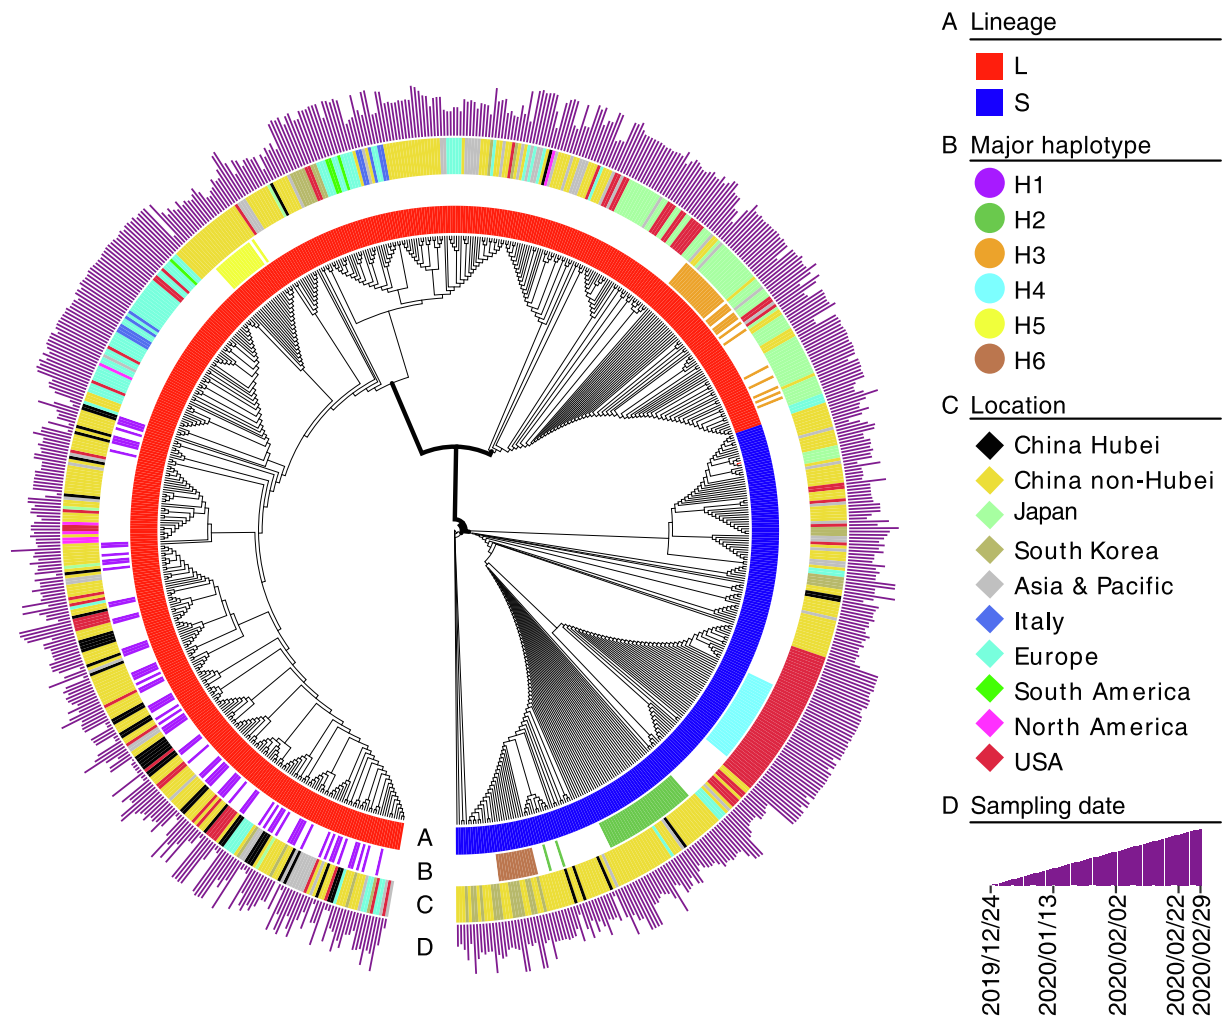 A Lineage
L
S
B Major haplotype
H1
H2
H3
H4
H5
H6
C Location
China Hubei
China non-Hubei
Japan
South Korea
Asia & Pacific
Italy
Europe
South America
North America
USA
D Sampling date
2019/12/24
2020/01/13
2020/02/02
2020/02/22
2020/02/29
A
B
C
D